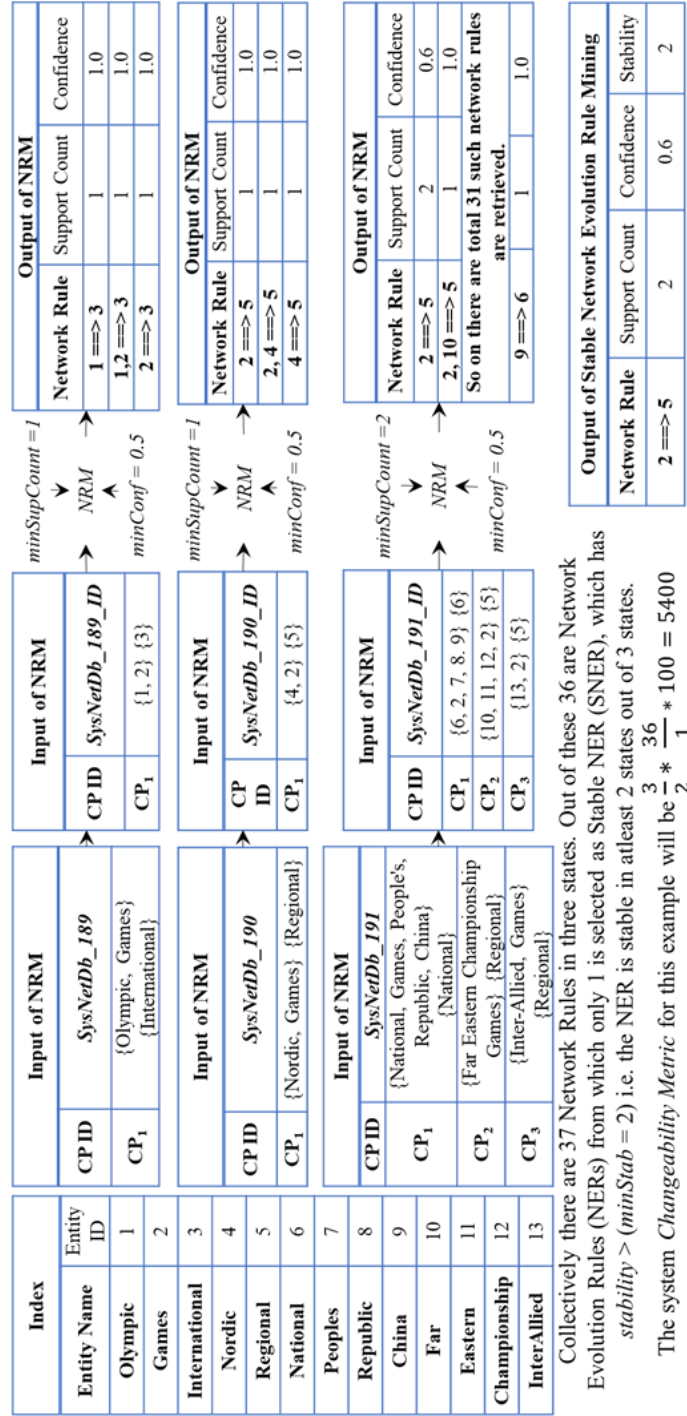 Index
Entity Name Entity ID
Olympic 1
Games 2
International 3
Nordic 4
Regional 5
National 6
Peoples 7
Republic 8
China 9
Far 10
Eastern 11
Championship 12
InterAllied 13
Input of NRM
CP ID SysNetDb_189
CP1 {Olympic, Games}
{International}
Input of NRM
CP ID SysNetDb_189_ID
CP1 {1, 2} {3}
minSupCount =1
NRM
minConf = 0.5
Output of NRM
Network Rule Support Count Confidence
1 ==> 3 1 1.0
1,2 ==> 3 1 1.0
2 ==> 3 1 1.0
Input of NRM
CP ID SysNetDb_190
CP1 {Nordic, Games} {Regional}
Input of NRM
CP
ID SysNetDb_190_ID
CP1 {4, 2} {5}
minSupCount =1
NRM
minConf = 0.5
Output of NRM
Network Rule Support Count Confidence
2 ==> 5 1 1.0
2, 4 ==> 5 1 1.0
4 ==> 5 1 1.0
Input of NRM
CP ID SysNetDb_191
CP1 {National, Games, People's,
Republic, China}
{National}
CP2 {Far Eastern Championship
Games} {Regional}
CP3 {Inter-Allied, Games}
{Regional}
Input of NRM
CP ID SysNetDb_191_ID
CP1 {6, 2, 7, 8. 9} {6}
CP2 {10, 11, 12, 2} {5}
CP3 {13, 2} {5}
minSupCount =2
NRM
minConf = 0.5
Output of NRM
Network Rule Support Count Confidence
2 ==> 5 2 0.6
2, 10 ==> 5 1 1.0
So on there are total 31 such network rules
are retrieved.
9 ==> 6 1 1.0
Collectively there are 37 Network Rules in three states. Out of these 36 are Network
Evolution Rules (NERs) from which only 1 is selected as Stable NER (SNER), which has
stability > (minStab = 2) i.e. the NER is stable in atleast 2 states out of 3 states.
The system Changeability Metric for this example will be 3/2 * 36/1 * 100 = 5400
Output of Stable Network Evolution Rule Mining
Network Rule Support Count Confidence Stability
2 ==> 5 2 0.6 2